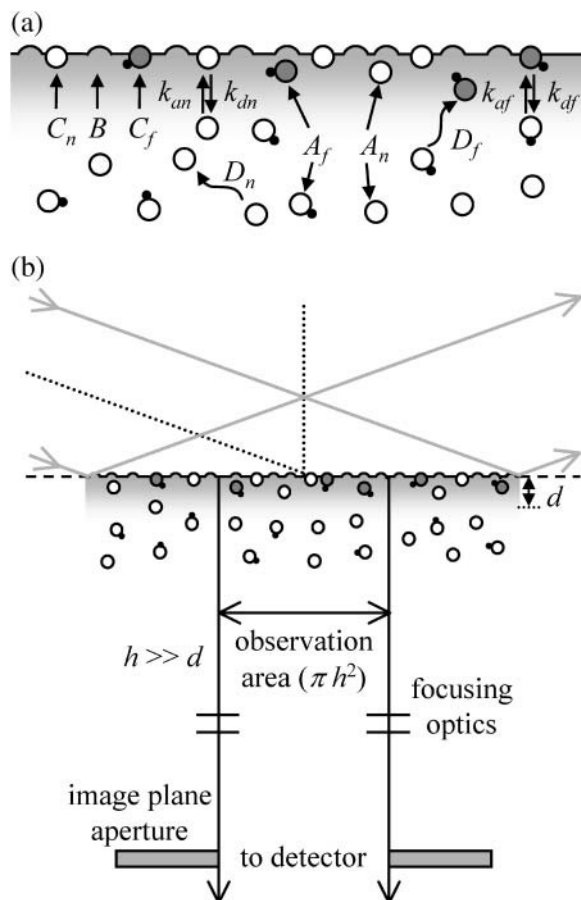 (a)
k_an k_dn k_af k_df
C_n B C_f A_f A_n D_f
D_n
(b)
d
h >> d
observation
area (π h²)
focusing
optics
image plane
aperture
to detector